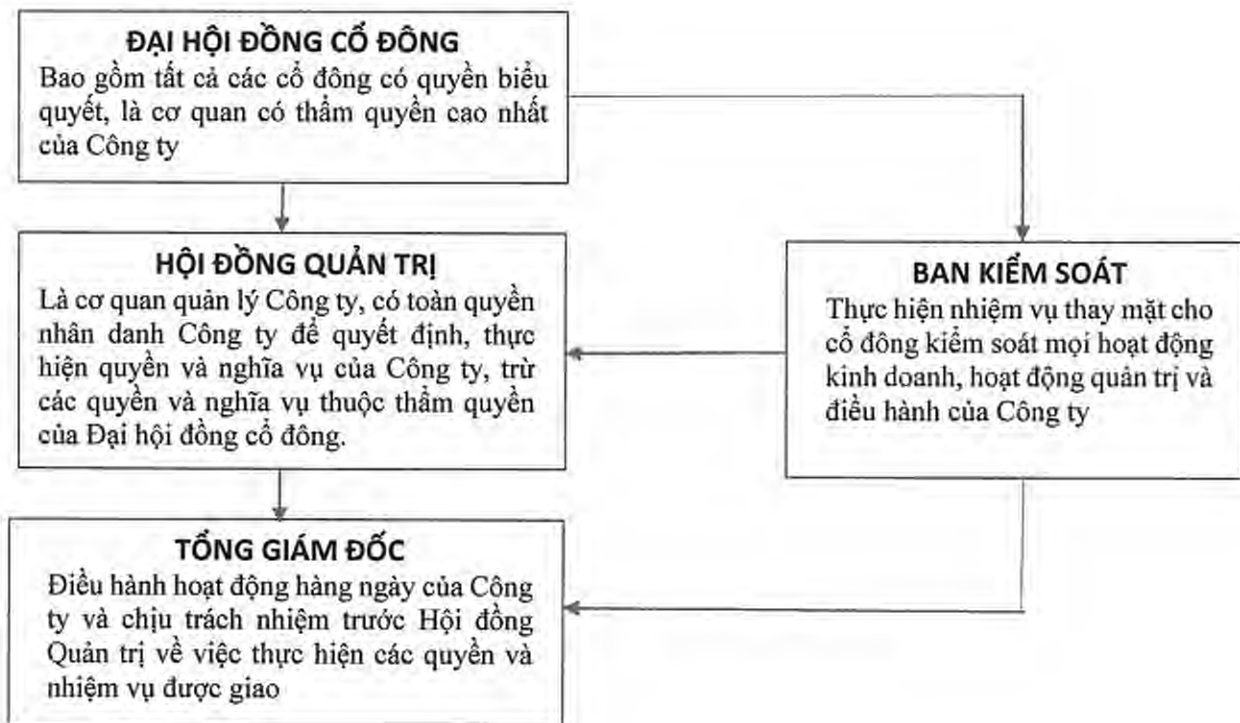 ĐẠI HỘI ĐỒNG CỔ ĐÔNG
Bao gồm tất cả các cổ đông có quyền biểu
quyết, là cơ quan có thẩm quyền cao nhất
của Công ty
HỘI ĐỒNG QUẢN TRỊ
Là cơ quan quản lý Công ty, có toàn quyền
nhân danh Công ty để quyết định, thực
hiện quyền và nghĩa vụ của Công ty, trừ
các quyền và nghĩa vụ thuộc thẩm quyền
của Đại hội đồng cổ đông.
BAN KIỂM SOÁT
Thực hiện nhiệm vụ thay mặt cho
cổ đông kiểm soát mọi hoạt động
kinh doanh, hoạt động quản trị và
điều hành của Công ty
TỔNG GIÁM ĐỐC
Điều hành hoạt động hàng ngày của Công
ty và chịu trách nhiệm trước Hội đồng
Quản trị về việc thực hiện các quyền và
nhiệm vụ được giao